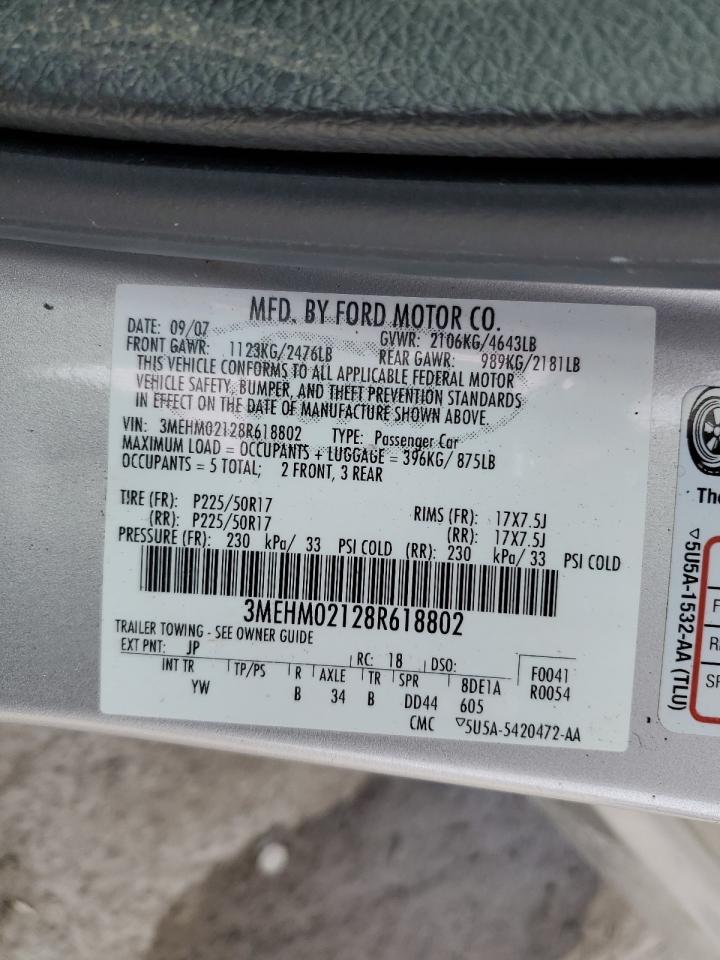 MFD. BY FORD MOTOR CO.
DATE: 09/07 GVWR: 2106KG/4643LB
FRONT GAWR: 1123KG/2476LB REAR GAWR: 989KG/2181LB
THIS VEHICLE CONFORMS TO ALL APPLICABLE FEDERAL MOTOR
VEHICLE SAFETY, BUMPER, AND THEFT PREVENTION STANDARDS
IN EFFECT ON THE DATE OF MANUFACTURE SHOWN ABOVE.
VIN: 3MEHM02128R618802 TYPE: Passenger Car
MAXIMUM LOAD = OCCUPANTS + LUGGAGE = 396KG/ 875LB
OCCUPANTS = 5 TOTAL; 2 FRONT, 3 REAR
TIRE (FR): P225/50R17 RIMS (FR): 17X7.5J
(RR): P225/50R17 (RR): 17X7.5J
PRESSURE (FR): 230 kPa/ 33 PSI COLD (RR): 230 kPa/ 33 PSI COLD
3MEHM02128R618802
TRAILER TOWING - SEE OWNER GUIDE
EXT PNT: JP RC: 18 DSO: F0041
INT TR TP/PS R AXLE TR SPR 8DE1A R0054
YW B 34 B DD44 605
CMC ▽5U5A-5420472-AA
The
▽5U5A-1532-AA (TLU)
F
R
SP